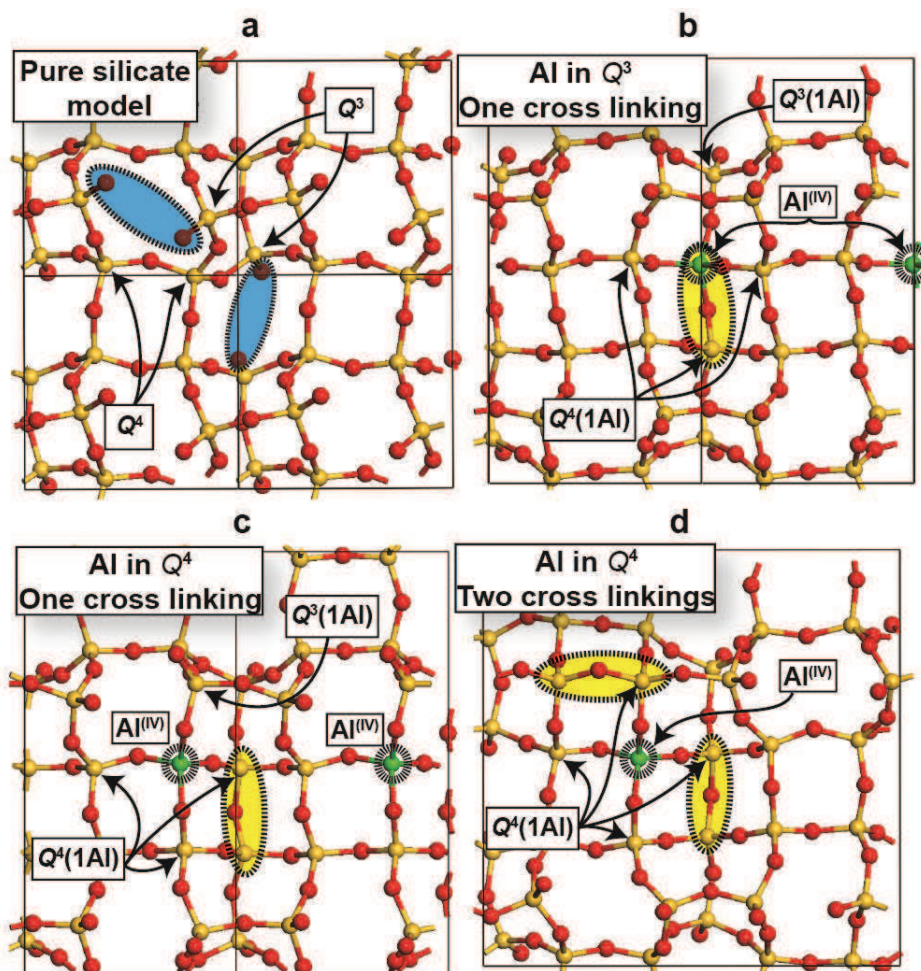 a
Pure silicate
model
Q³
Q⁴
b
Al in Q³
One cross linking
Q³(1Al)
Al⁽ᴵⱽ⁾
Q⁴(1Al)
c
Al in Q⁴
One cross linking
Q³(1Al)
Al⁽ᴵⱽ⁾
Al⁽ᴵⱽ⁾
Q⁴(1Al)
d
Al in Q⁴
Two cross linkings
Al⁽ᴵⱽ⁾
Q⁴(1Al)